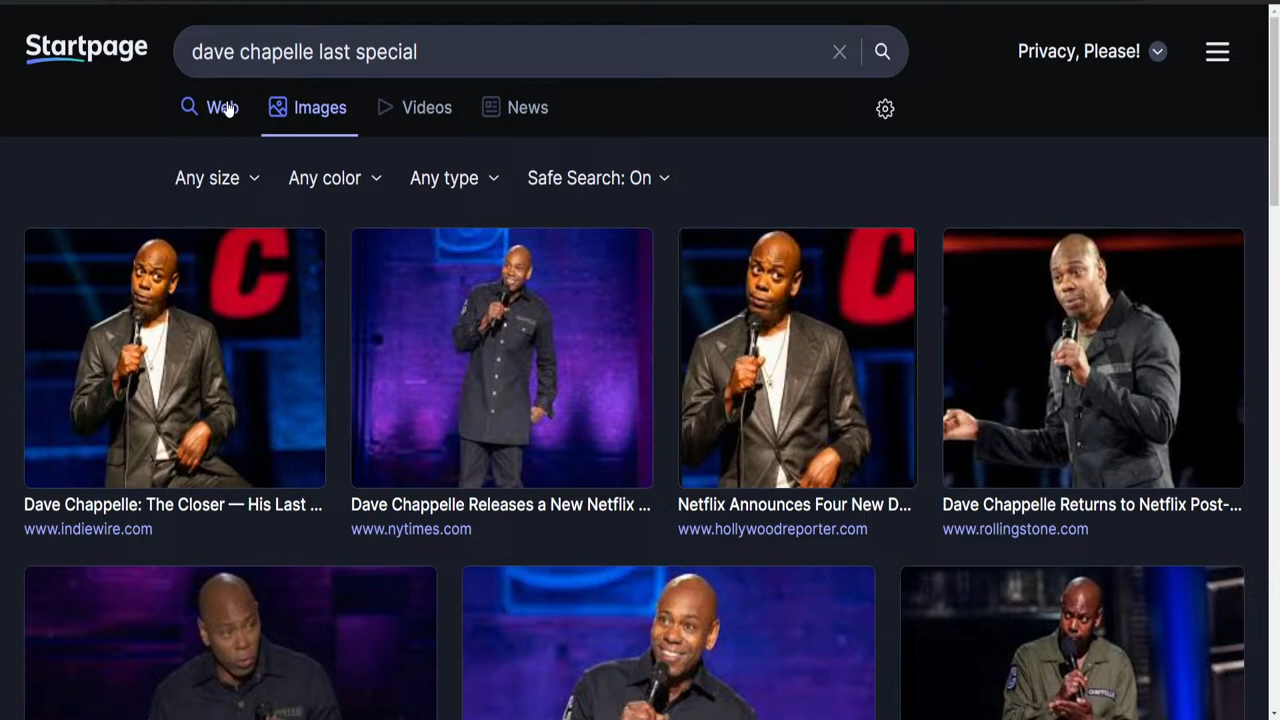 Startpage
dave chapelle last special
Privacy, Please!
Web
Images
Videos
News
Any size
Any color
Any type
Safe Search: On
C
C
Dave Chappelle: The Closer — His Last ...
www.indiewire.com
Dave Chappelle Releases a New Netflix ...
www.nytimes.com
Netflix Announces Four New D...
www.hollywoodreporter.com
Dave Chappelle Returns to Netflix Post-...
www.rollingstone.com
CHAPPELLE